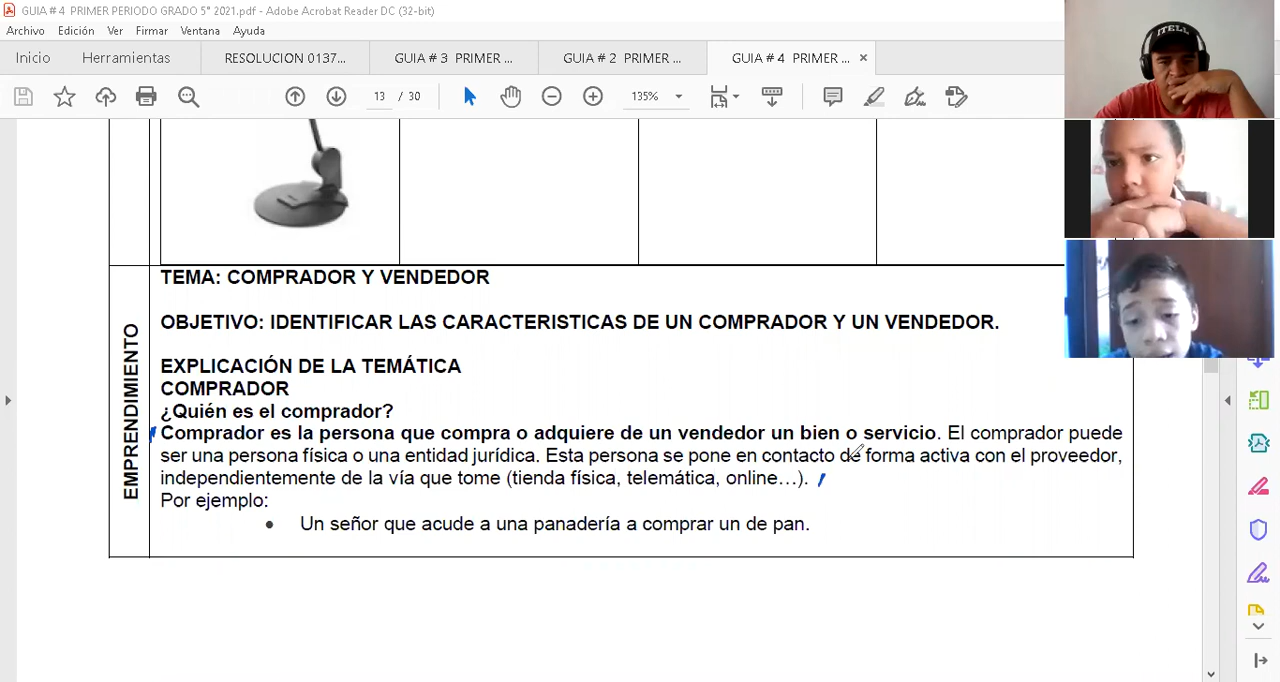 GUIA # 4 PRIMER PERIODO GRADO 5° 2021.pdf - Adobe Acrobat Reader DC (32-bit)
Archivo Edición Ver Firmar Ventana Ayuda
Inicio Herramientas RESOLUCION 0137... GUIA # 3 PRIMER ... GUIA # 2 PRIMER ... GUIA # 4 PRIMER ... ×
13 / 30 135%
ITELL
TEMA: COMPRADOR Y VENDEDOR
OBJETIVO: IDENTIFICAR LAS CARACTERISTICAS DE UN COMPRADOR Y UN VENDEDOR.
EXPLICACIÓN DE LA TEMÁTICA
COMPRADOR
¿Quién es el comprador?
Comprador es la persona que compra o adquiere de un vendedor un bien o servicio. El comprador puede
ser una persona física o una entidad jurídica. Esta persona se pone en contacto de forma activa con el proveedor,
independientemente de la vía que tome (tienda física, telemática, online...).
Por ejemplo:
● Un señor que acude a una panadería a comprar un de pan.
EMPRENDIMIENTO